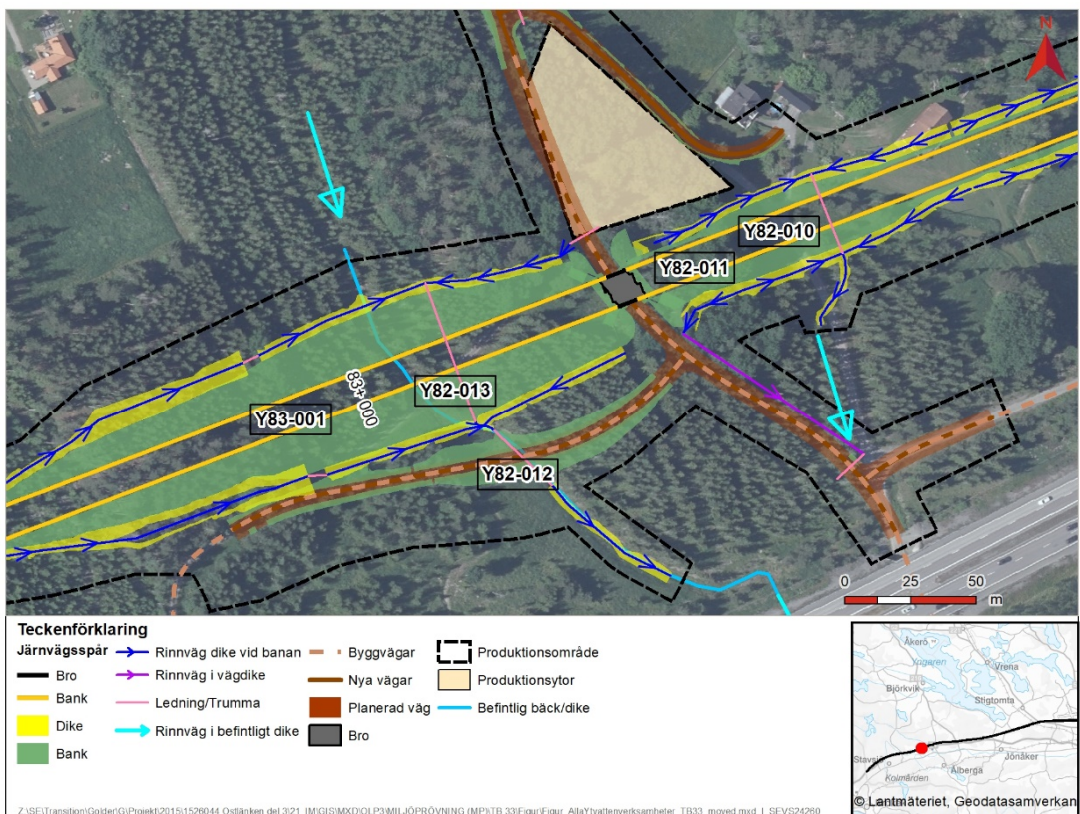 N
Y82-010
Y82-011
Y82-013
83+000
Y83-001
Y82-012
0 25 50
m
Teckenförklaring
Järnvägsspår
Bro
Bank
Dike
Bank
Rinnväg dike vid banan
Rinnväg i vägdike
Ledning/Trumma
Rinnväg i befintligt dike
Byggvägar
Nya vägar
Planerad väg
Bro
Produktionsområde
Produktionsytor
Befintlig bäck/dike
Åkerö
Yngaren
Vrena
Björkvik
Stigtomta
Stavsjö
Jönåker
Ålberga
Kolmården
© Lantmäteriet, Geodatasamverkan